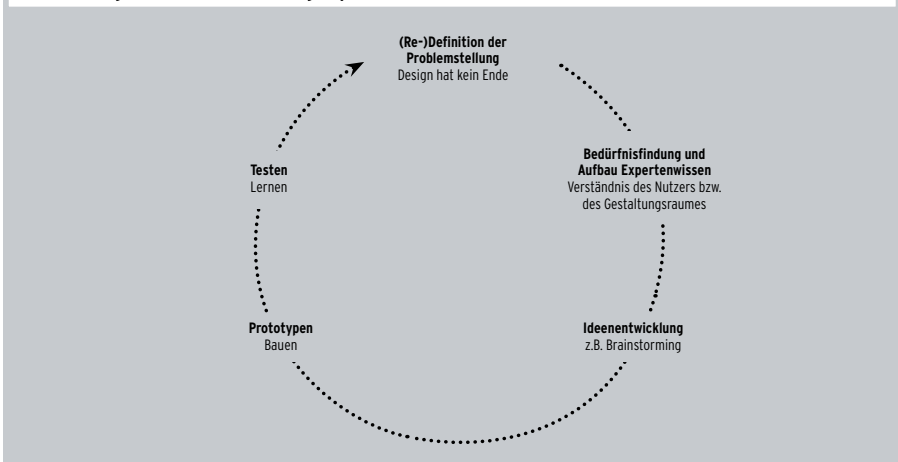 (Re-)Definition der
Problemstellung
Design hat kein Ende
Bedürfnisfindung und
Aufbau Expertenwissen
Verständnis des Nutzers bzw.
des Gestaltungsraumes
Ideenentwicklung
z.B. Brainstorming
Prototypen
Bauen
Testen
Lernen